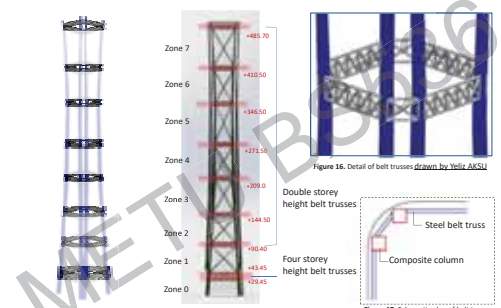 Zone 7
Zone 6
Zone 5
Zone 4
Zone 3
Zone 2
Zone 1
Zone 0
+485.70
+410.50
+346.50
+271.50
+209.0
+144.50
+90.40
+43.45
+29.45
Double storey
height belt trusses
Four storey
height belt trusses
Figure 16. Detail of belt trusses drawn by Yeliz AKSU
Steel belt truss
Composite column
METU BS536